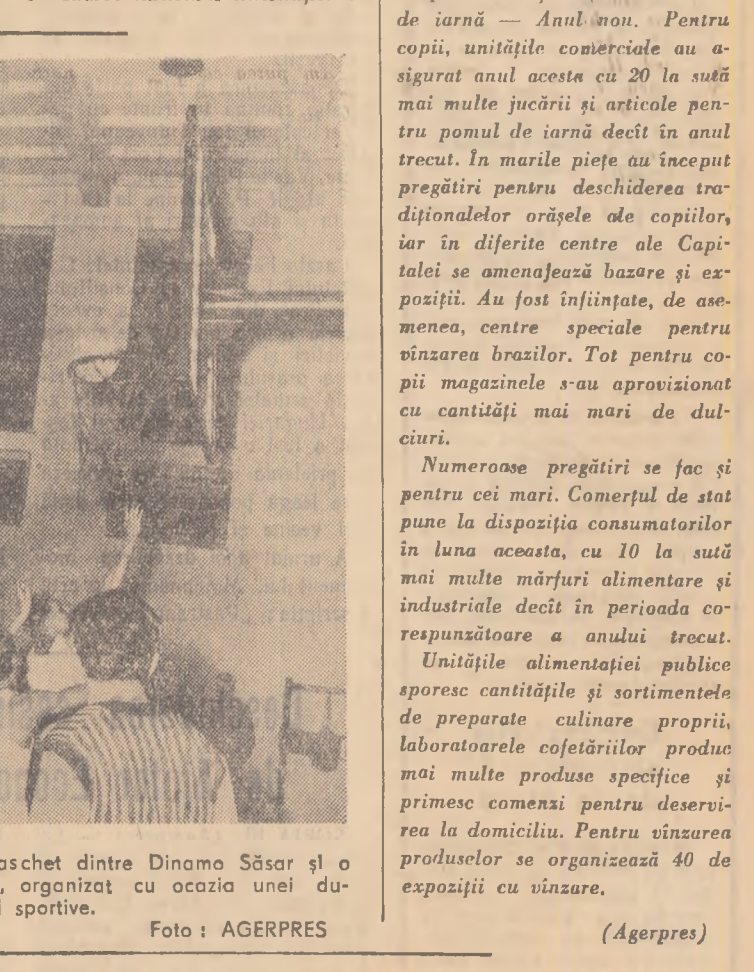 aschet dintre Dinamo Săsar și o
, organizat cu ocazia unei du-
i sportive.
Foto : AGERPRES
de iarnă — Anul nou. Pentru
copii, unitățile comerciale au a-
sigurat anul acesta cu 20 la sută
mai multe jucării și articole pen-
tru pomul de iarnă decît în anul
trecut. În marile piețe au început
pregătiri pentru deschiderea tra-
diționalelor orășele ale copiilor,
iar în diferite centre ale Capi-
talei se amenajează bazare și ex-
poziții. Au fost înființate, de ase-
menea, centre speciale pentru
vînzarea brazilor. Tot pentru co-
pii magazinele s-au aprovizionat
cu cantități mai mari de dul-
ciuri.
Numeroase pregătiri se fac și
pentru cei mari. Comerțul de stat
pune la dispoziția consumatorilor
în luna aceasta, cu 10 la sută
mai multe mărfuri alimentare și
industriale decît în perioada co-
respunzătoare a anului trecut.
Unitățile alimentației publice
sporesc cantitățile și sortimentele
de preparate culinare proprii,
laboratoarele cofetăriilor produc
mai multe produse specifice și
primesc comenzi pentru deservi-
rea la domiciliu. Pentru vînzarea
produselor se organizează 40 de
expoziții cu vînzare.
(Agerpres)